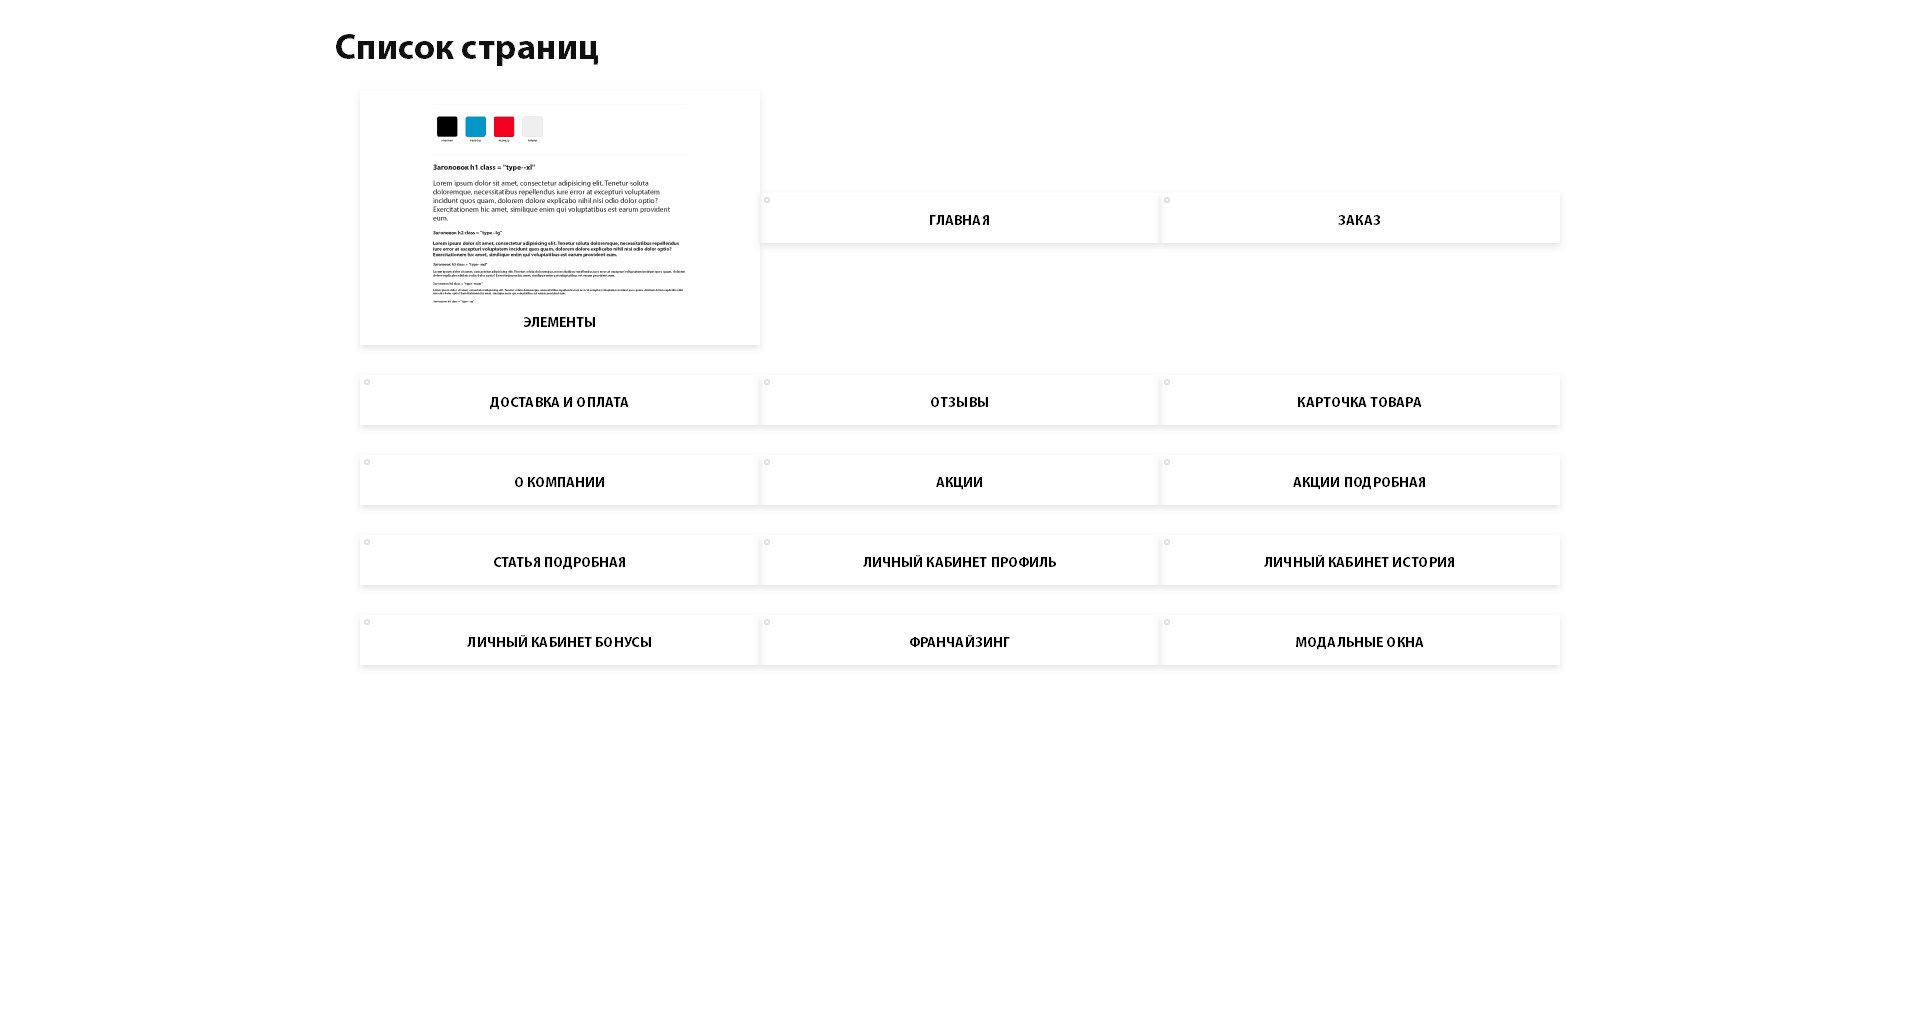 Список страниц
Заголовок h1 class = "type--xl"
Lorem ipsum dolor sit amet, consectetur adipisicing elit. Tenetur soluta
doloremque, necessitatibus repellendus iure error at excepturi voluptatem
incidunt quos quam, dolorem dolore explicabo nihil nisi odio dolor optio?
Exercitationem hic amet, similique enim qui voluptatibus est earum provident
eum.
Заголовок h2 class = "type--lg"
Lorem ipsum dolor sit amet, consectetur adipisicing elit. Tenetur soluta doloremque, necessitatibus repellendus
iure error at excepturi voluptatem incidunt quos quam, dolorem dolore explicabo nihil nisi odio dolor optio?
Exercitationem hic amet, similique enim qui voluptatibus est earum provident eum.
ЭЛЕМЕНТЫ
ГЛАВНАЯ
ЗАКАЗ
ДОСТАВКА И ОПЛАТА
ОТЗЫВЫ
КАРТОЧКА ТОВАРА
О КОМПАНИИ
АКЦИИ
АКЦИИ ПОДРОБНАЯ
СТАТЬЯ ПОДРОБНАЯ
ЛИЧНЫЙ КАБИНЕТ ПРОФИЛЬ
ЛИЧНЫЙ КАБИНЕТ ИСТОРИЯ
ЛИЧНЫЙ КАБИНЕТ БОНУСЫ
ФРАНЧАЙЗИНГ
МОДАЛЬНЫЕ ОКНА